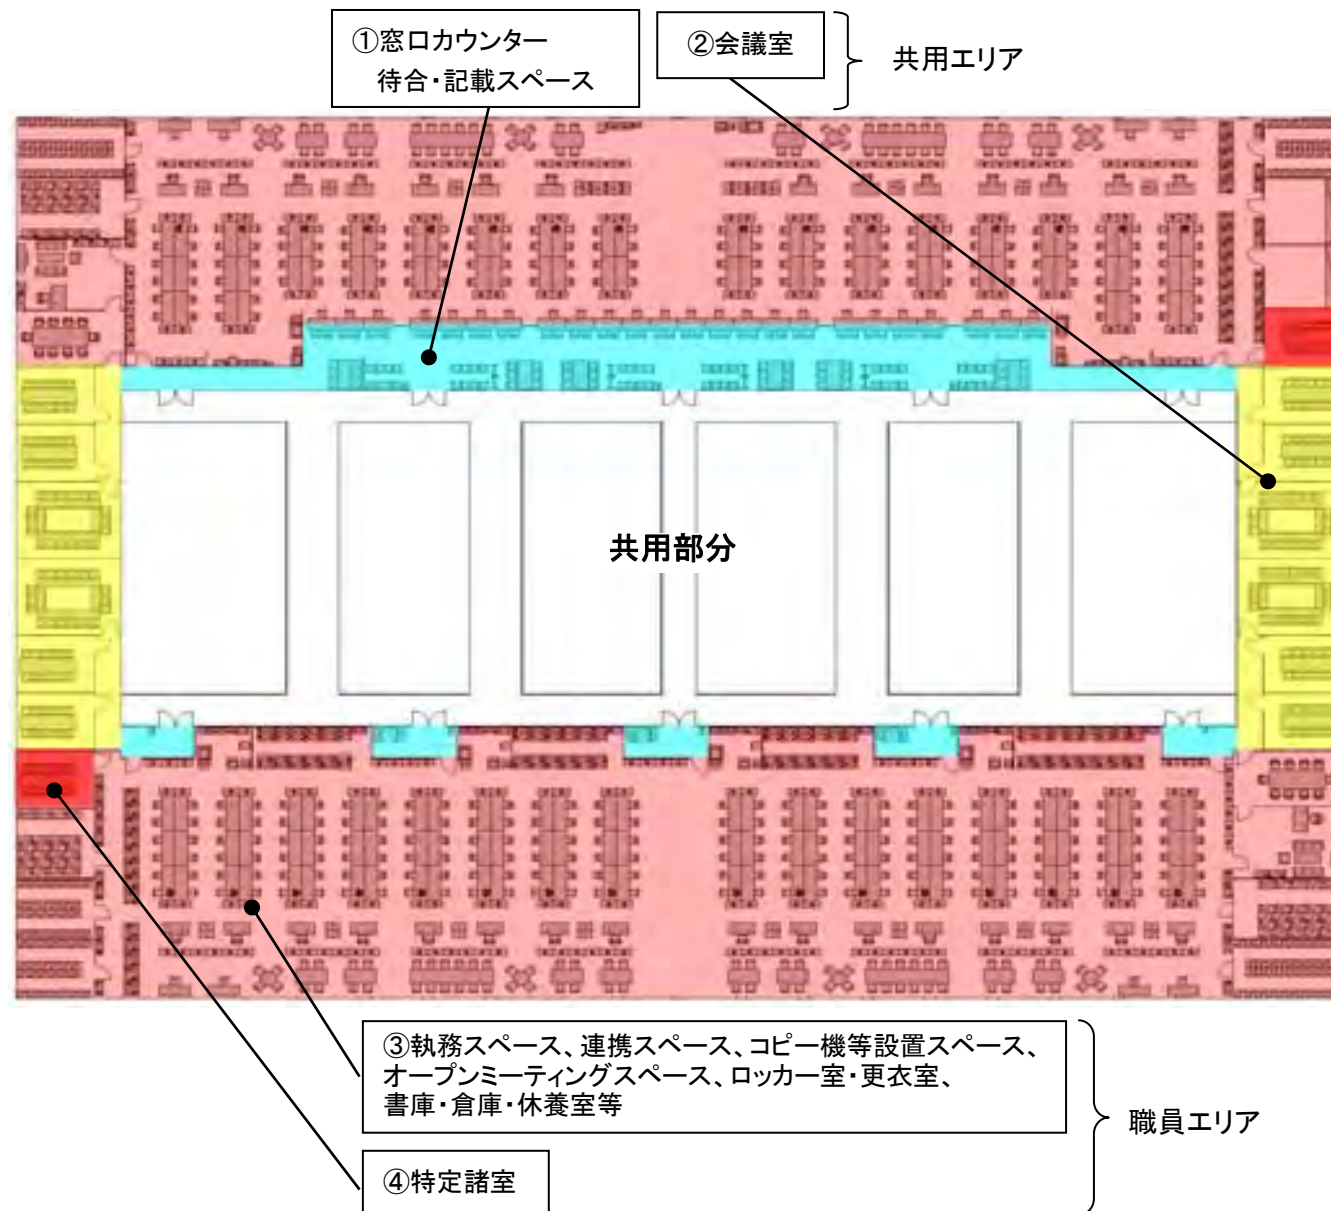 ①窓口カウンター
待合・記載スペース
②会議室
共用エリア
共用部分
③執務スペース、連携スペース、コピー機等設置スペース、
オープンミーティングスペース、ロッカー室・更衣室、
書庫・倉庫・休養室等
職員エリア
④特定諸室